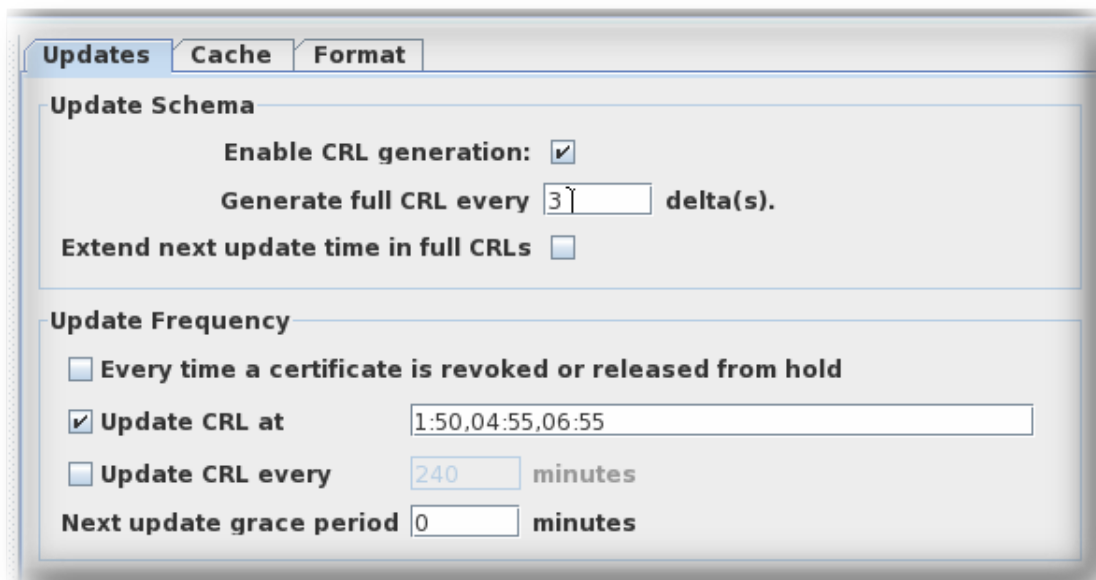 Updates Cache Format
Update Schema
Enable CRL generation:
Generate full CRL every 3 delta(s).
Extend next update time in full CRLs
Update Frequency
Every time a certificate is revoked or released from hold
Update CRL at 1:50,04:55,06:55
Update CRL every 240 minutes
Next update grace period 0 minutes